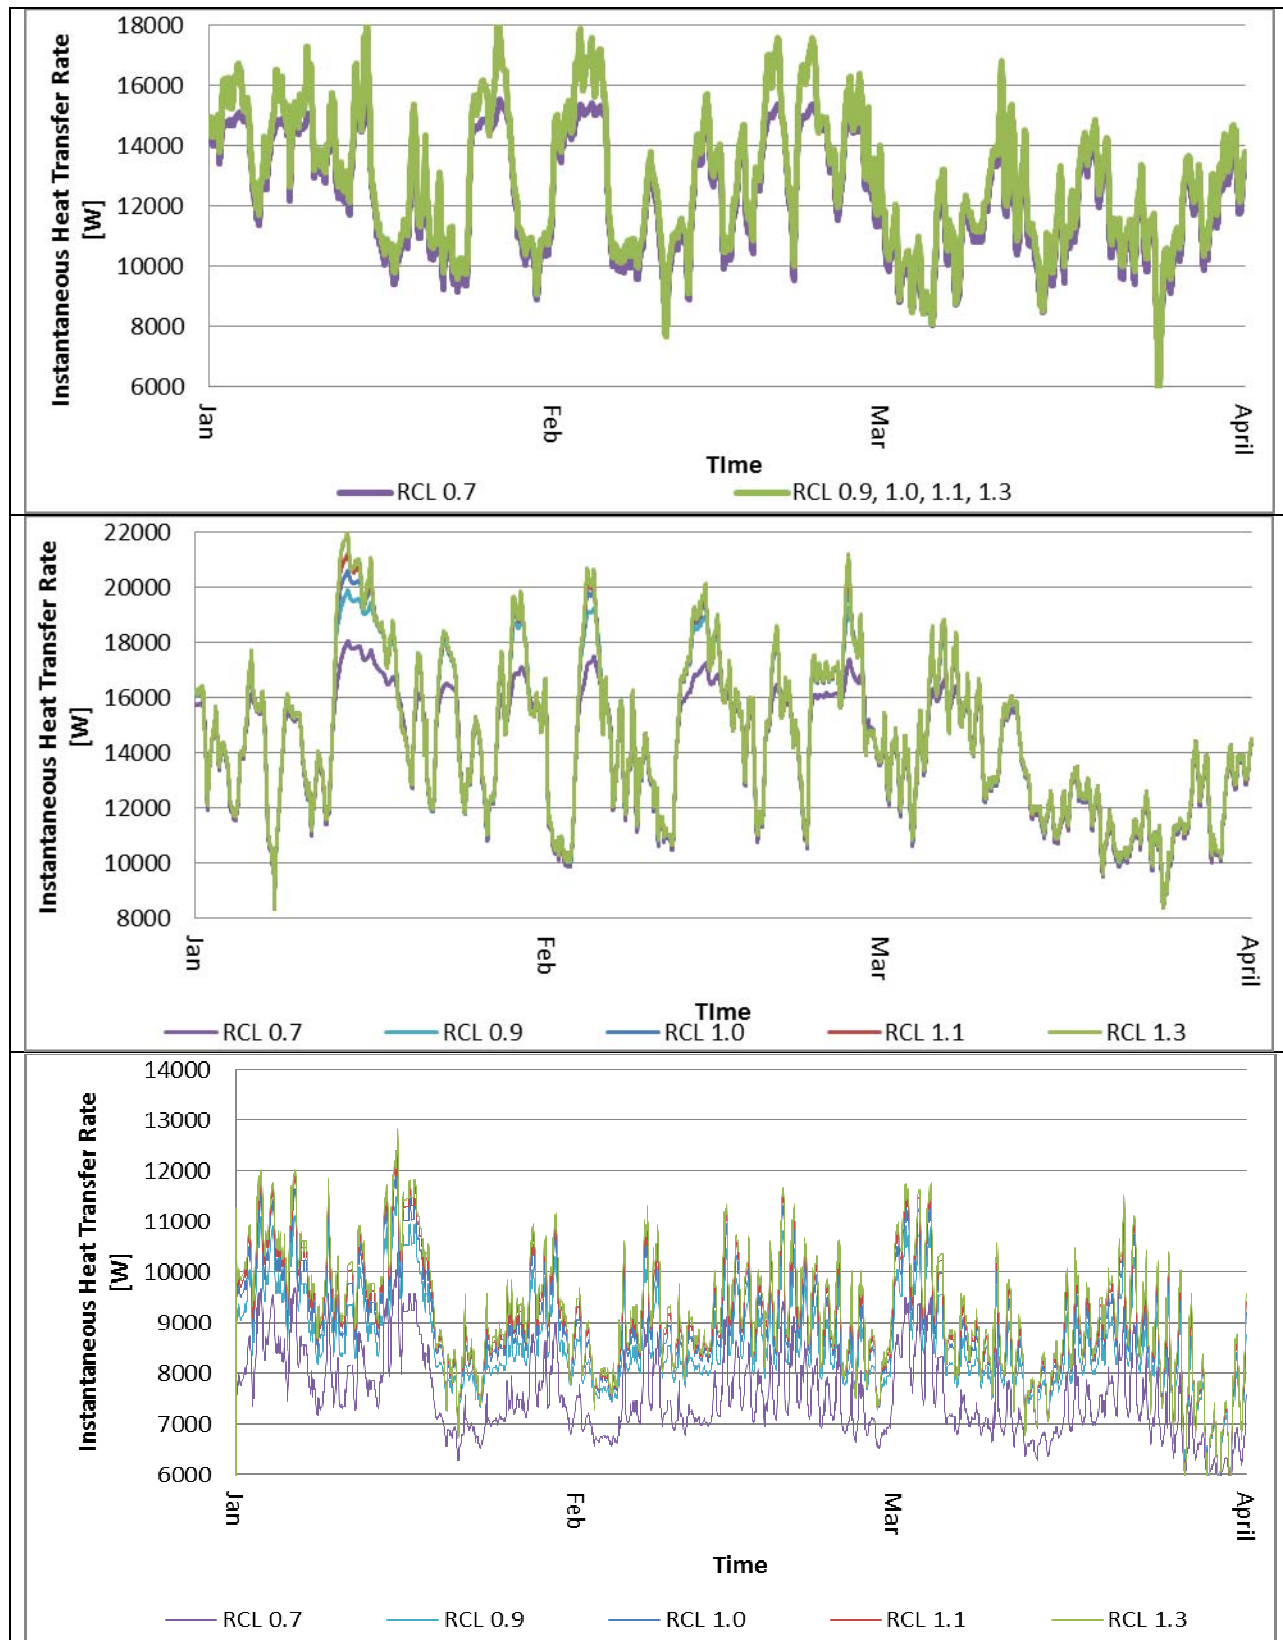 Instantaneous Heat Transfer Rate
[W]
18000
16000
14000
12000
10000
8000
6000
Jan
Feb
Mar
April
TIme
RCL 0.7
RCL 0.9, 1.0, 1.1, 1.3
Instantaneous Heat Transfer Rate
[W]
22000
20000
18000
16000
14000
12000
10000
8000
Jan
Feb
Mar
April
TIme
RCL 0.7
RCL 0.9
RCL 1.0
RCL 1.1
RCL 1.3
Instantaneous Heat Transfer Rate
[W]
14000
13000
12000
11000
10000
9000
8000
7000
6000
Jan
Feb
Mar
April
Time
RCL 0.7
RCL 0.9
RCL 1.0
RCL 1.1
RCL 1.3